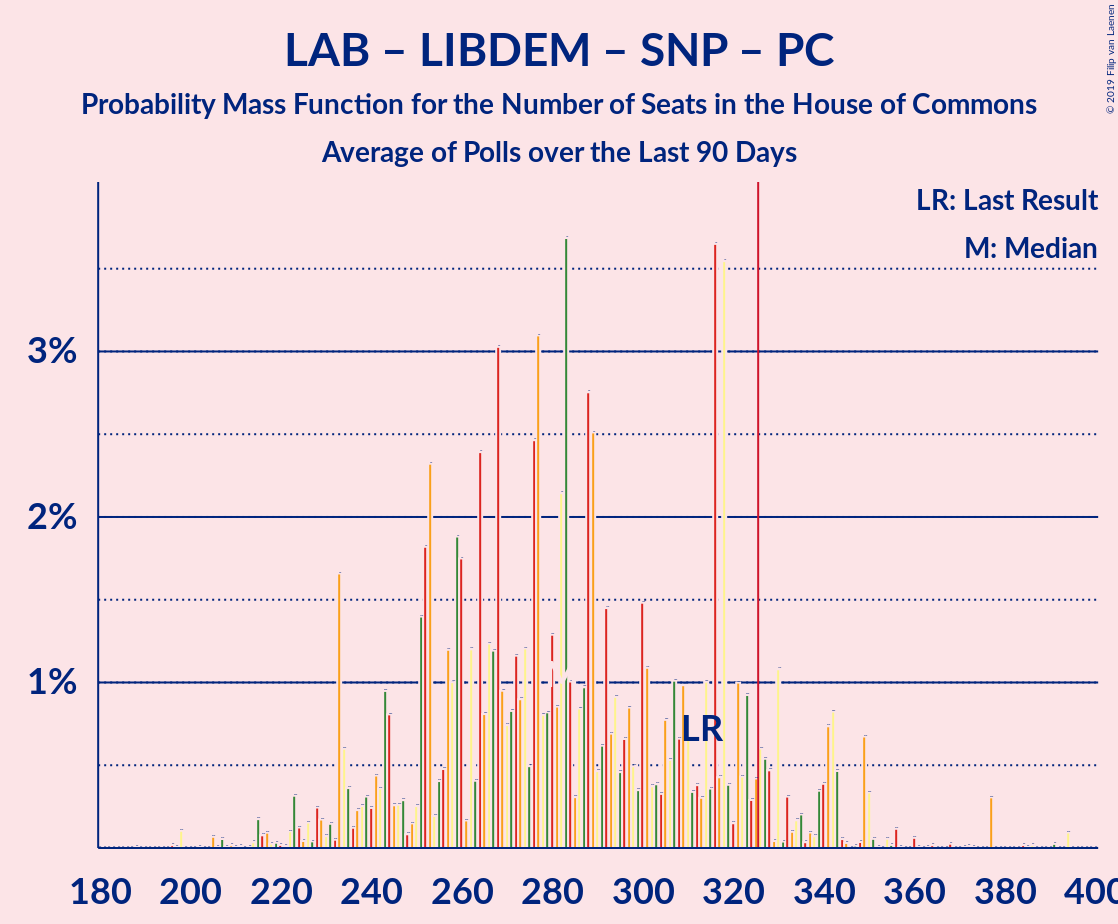 LAB – LIBDEM – SNP – PC
Probability Mass Function for the Number of Seats in the House of Commons
Average of Polls over the Last 90 Days
© 2019 Filip van Laenen
LR: Last Result
M: Median
3%
2%
1%
LR
180 200 220 240 260 280 300 320 340 360 380 400